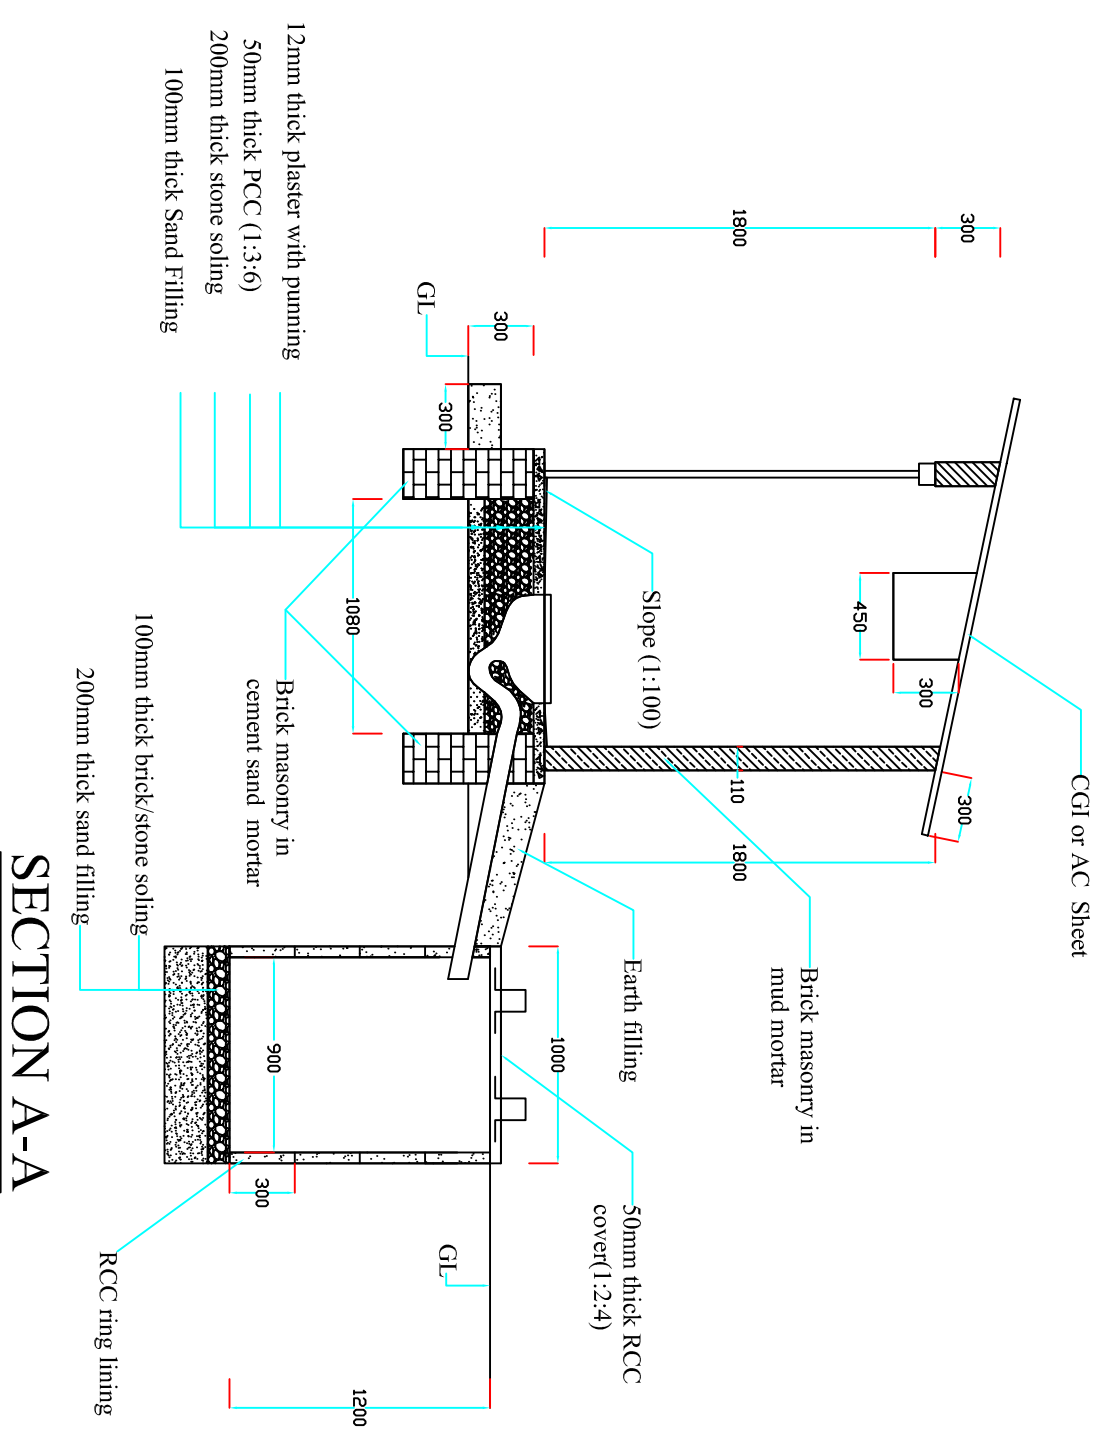 CGI or AC Sheet
300
1800
300
450
300
300
110
1800
Brick masonry in
mud mortar
Slope (1:100)
Earth filling
50mm thick RCC
cover(1:2:4)
1000
GL
300
300
1080
GL
1200
12mm thick plaster with punning
50mm thick PCC (1:3:6)
200mm thick stone soling
100mm thick Sand Filling
Brick masonry in
cement sand mortar
900
300
100mm thick brick/stone soling
200mm thick sand filling
RCC ring lining
SECTION A-A